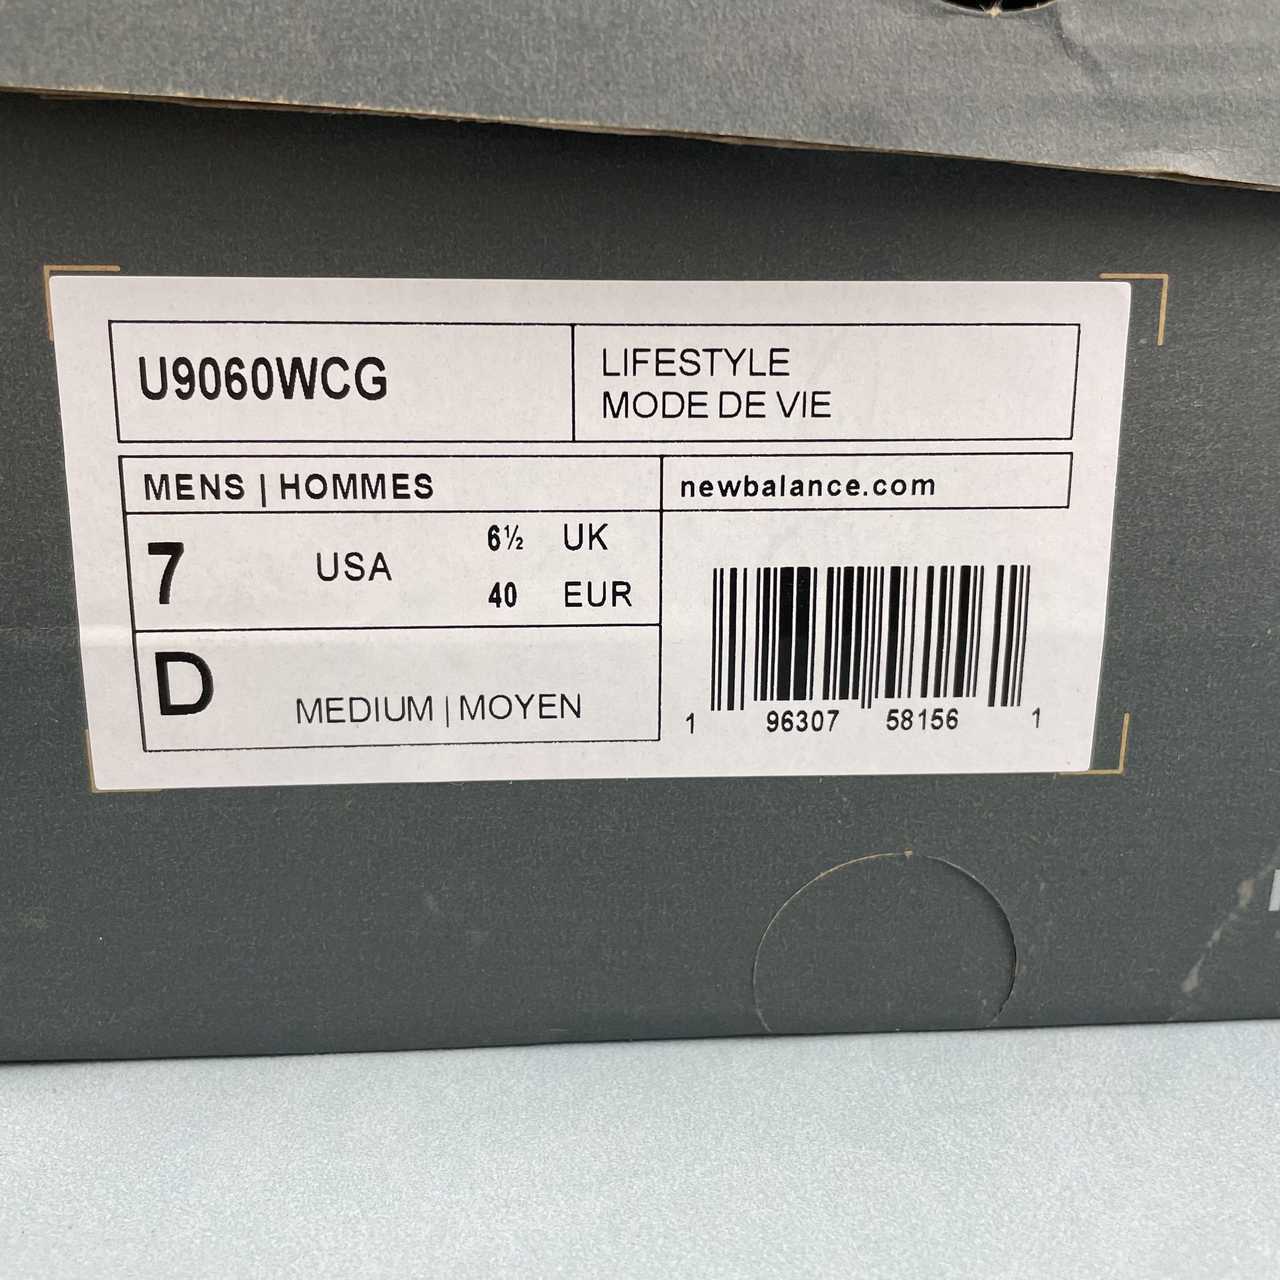 U9060WCG
LIFESTYLE
MODE DE VIE
MENS | HOMMES
newbalance.com
7 USA
6½ UK
40 EUR
D MEDIUM | MOYEN
1 96307 58156 1